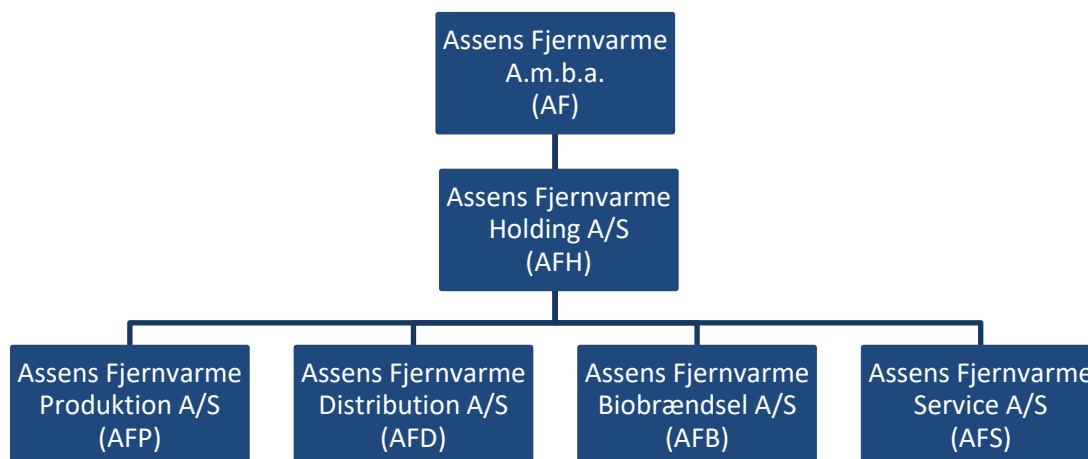 Assens Fjernvarme
A.m.b.a.
(AF)
Assens Fjernvarme
Holding A/S
(AFH)
Assens Fjernvarme
Produktion A/S
(AFP)
Assens Fjernvarme
Distribution A/S
(AFD)
Assens Fjernvarme
Biobrændsel A/S
(AFB)
Assens Fjernvarme
Service A/S
(AFS)